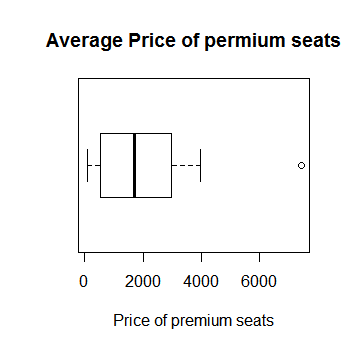 Average Price of permium seats
0 2000 4000 6000
Price of premium seats